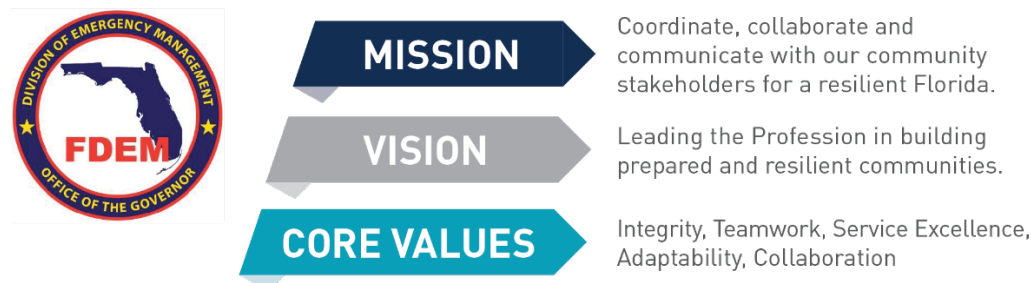 DIVISION OF EMERGENCY MANAGEMENT
FDEM
OFFICE OF THE GOVERNOR
MISSION
Coordinate, collaborate and
communicate with our community
stakeholders for a resilient Florida.
VISION
Leading the Profession in building
prepared and resilient communities.
CORE VALUES
Integrity, Teamwork, Service Excellence,
Adaptability, Collaboration